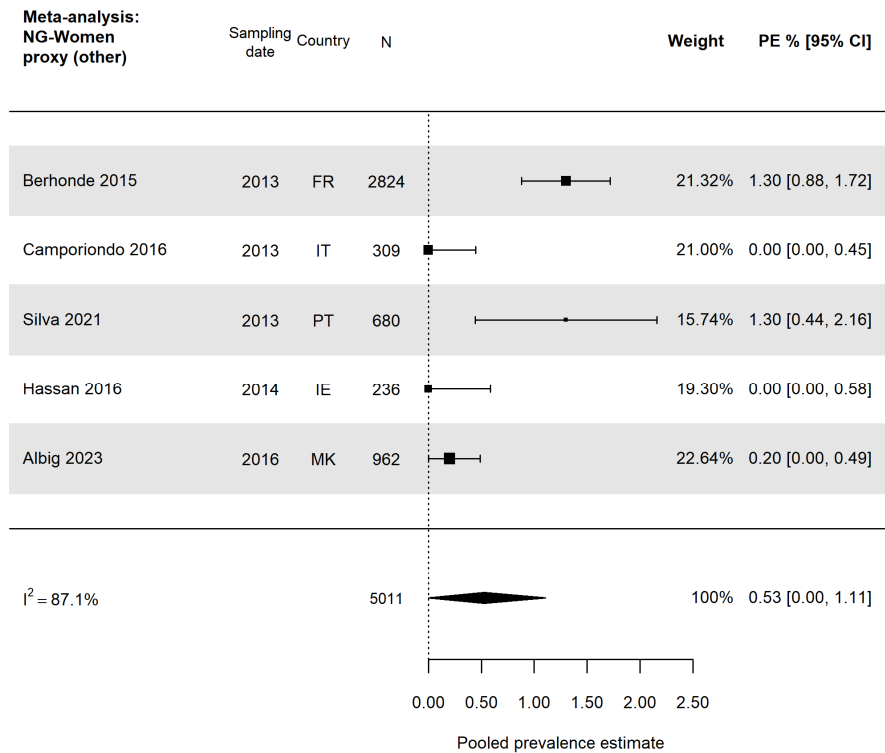 Meta-analysis:
NG-Women
proxy (other)
Sampling
date
Country
N
Weight
PE % [95% CI]
Berhonde 2015 2013 FR 2824 21.32% 1.30 [0.88, 1.72]
Camporiondo 2016 2013 IT 309 21.00% 0.00 [0.00, 0.45]
Silva 2021 2013 PT 680 15.74% 1.30 [0.44, 2.16]
Hassan 2016 2014 IE 236 19.30% 0.00 [0.00, 0.58]
Albig 2023 2016 MK 962 22.64% 0.20 [0.00, 0.49]
I² = 87.1% 5011 100% 0.53 [0.00, 1.11]
0.00 0.50 1.00 1.50 2.00 2.50
Pooled prevalence estimate